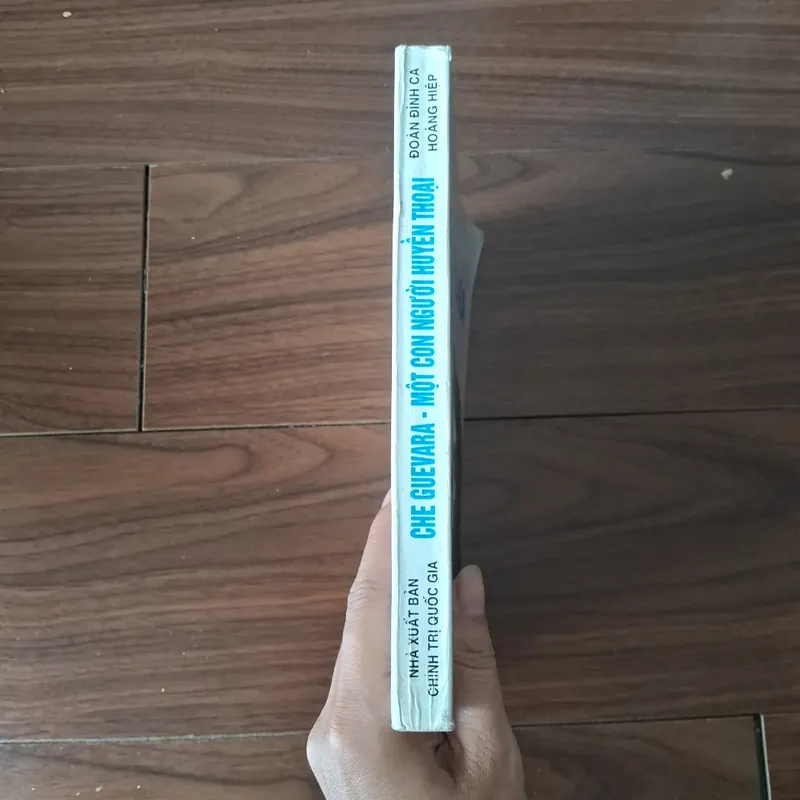 NHÀ XUẤT BẢN
CHÍNH TRỊ QUỐC GIA
CHE GUEVARA - MỘT CON NGƯỜI HUYỀN THOẠI
ĐOÀN ĐÌNH CA
HOÀNG HIỆP